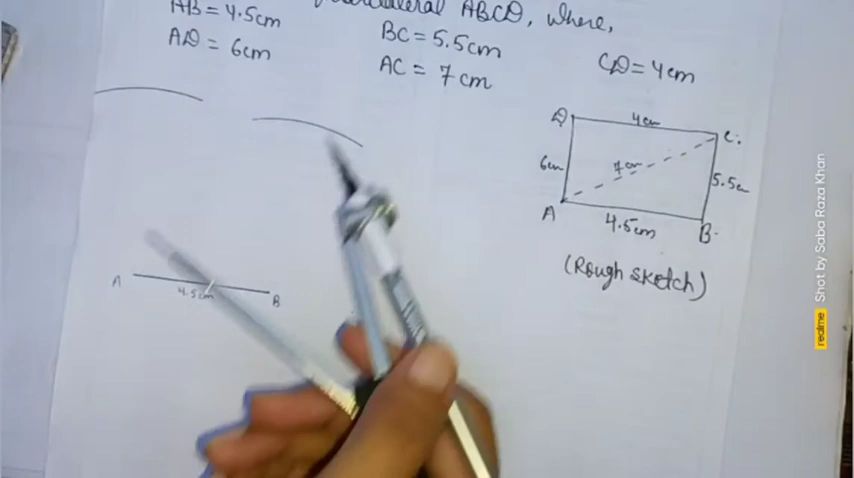 ABCD, where,
AB = 4.5cm
BC = 5.5cm
CD = 4cm
AD = 6cm
AC = 7cm
D
4cm
C.
6cm
7cm
5.5c
A
4.5cm
B.
(Rough sketch)
A
4.5cm
B
realme Shot by Saba Raza Khan